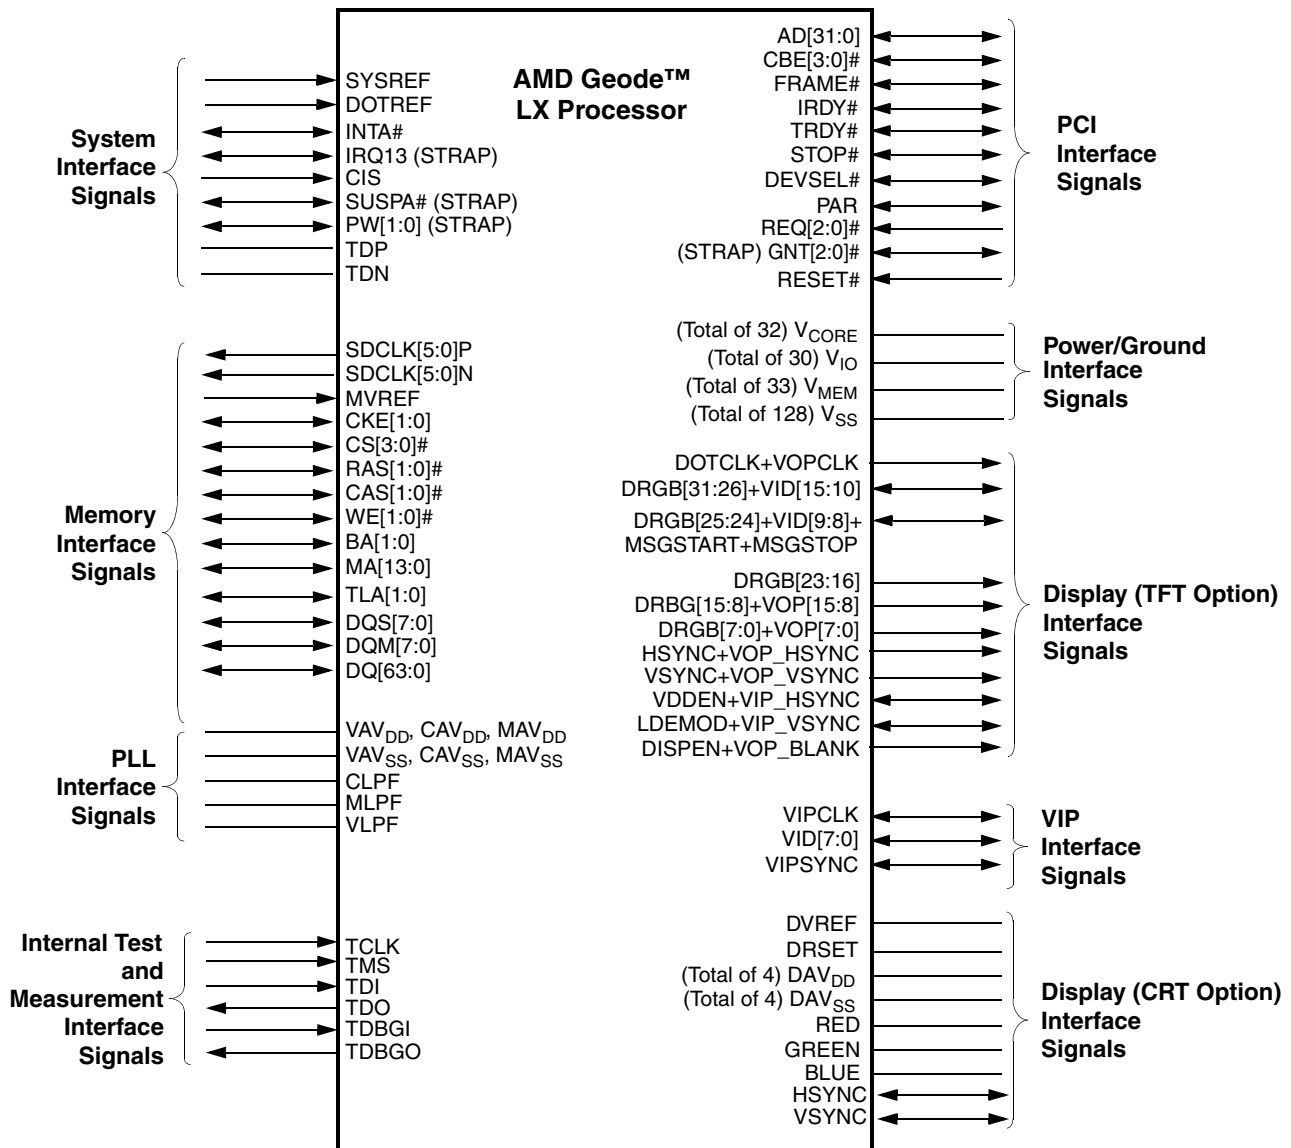 AMD Geode™
LX Processor
System
Interface
Signals
SYSREF
DOTREF
INTA#
IRQ13 (STRAP)
CIS
SUSPA# (STRAP)
PW[1:0] (STRAP)
TDP
TDN
Memory
Interface
Signals
SDCLK[5:0]P
SDCLK[5:0]N
MVREF
CKE[1:0]
CS[3:0]#
RAS[1:0]#
CAS[1:0]#
WE[1:0]#
BA[1:0]
MA[13:0]
TLA[1:0]
DQS[7:0]
DQM[7:0]
DQ[63:0]
PLL
Interface
Signals
VAVDD, CAVDD, MAVDD
VAVSS, CAVSS, MAVSS
CLPF
MLPF
VLPF
Internal Test
and
Measurement
Interface
Signals
TCLK
TMS
TDI
TDO
TDBGI
TDBGO
AD[31:0]
CBE[3:0]#
FRAME#
IRDY#
TRDY#
STOP#
DEVSEL#
PAR
REQ[2:0]#
(STRAP) GNT[2:0]#
RESET#
PCI
Interface
Signals
(Total of 32) VCORE
(Total of 30) VIO
(Total of 33) VMEM
(Total of 128) VSS
Power/Ground
Interface
Signals
DOTCLK+VOPCLK
DRGB[31:26]+VID[15:10]
DRGB[25:24]+VID[9:8]+
MSGSTART+MSGSTOP
DRGB[23:16]
DRBG[15:8]+VOP[15:8]
DRGB[7:0]+VOP[7:0]
HSYNC+VOP_HSYNC
VSYNC+VOP_VSYNC
VDDEN+VIP_HSYNC
LDEMOD+VIP_VSYNC
DISPEN+VOP_BLANK
Display (TFT Option)
Interface
Signals
VIPCLK
VID[7:0]
VIPSYNC
VIP
Interface
Signals
DVREF
DRSET
(Total of 4) DAVDD
(Total of 4) DAVSS
RED
GREEN
BLUE
HSYNC
VSYNC
Display (CRT Option)
Interface
Signals